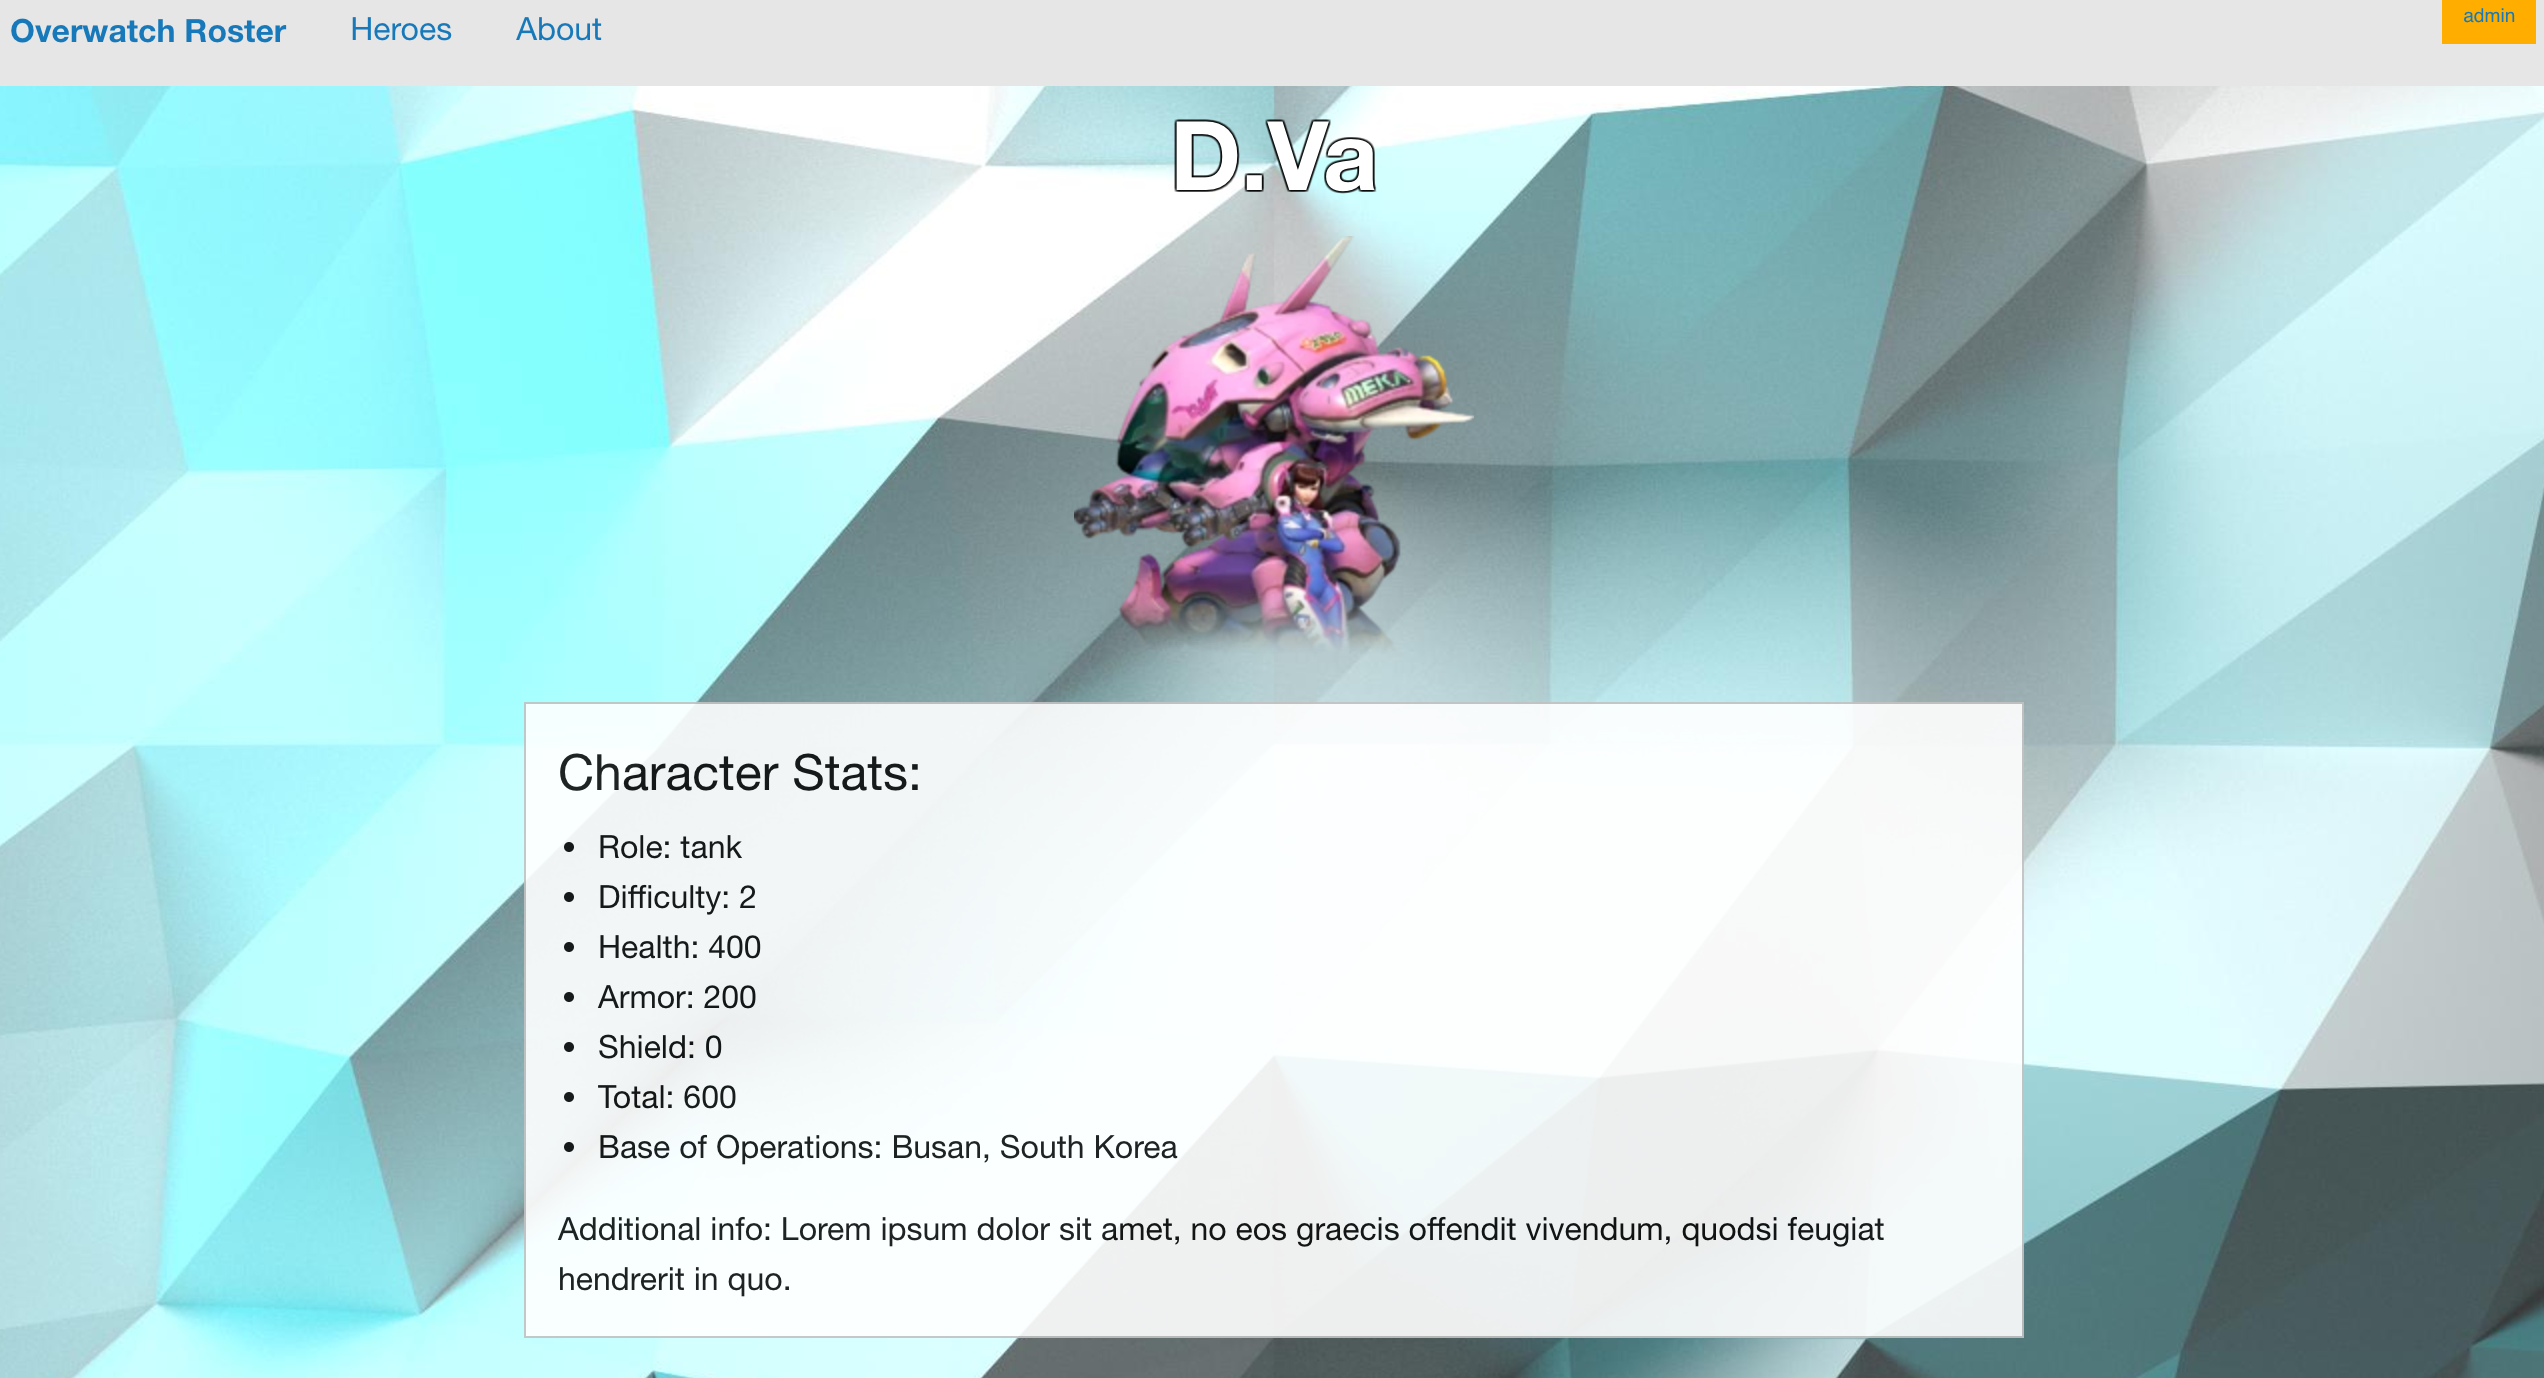 Overwatch Roster Heroes About admin
D.Va
MEKA
Character Stats:
Role: tank
Difficulty: 2
Health: 400
Armor: 200
Shield: 0
Total: 600
Base of Operations: Busan, South Korea
Additional info: Lorem ipsum dolor sit amet, no eos graecis offendit vivendum, quodsi feugiat
hendrerit in quo.